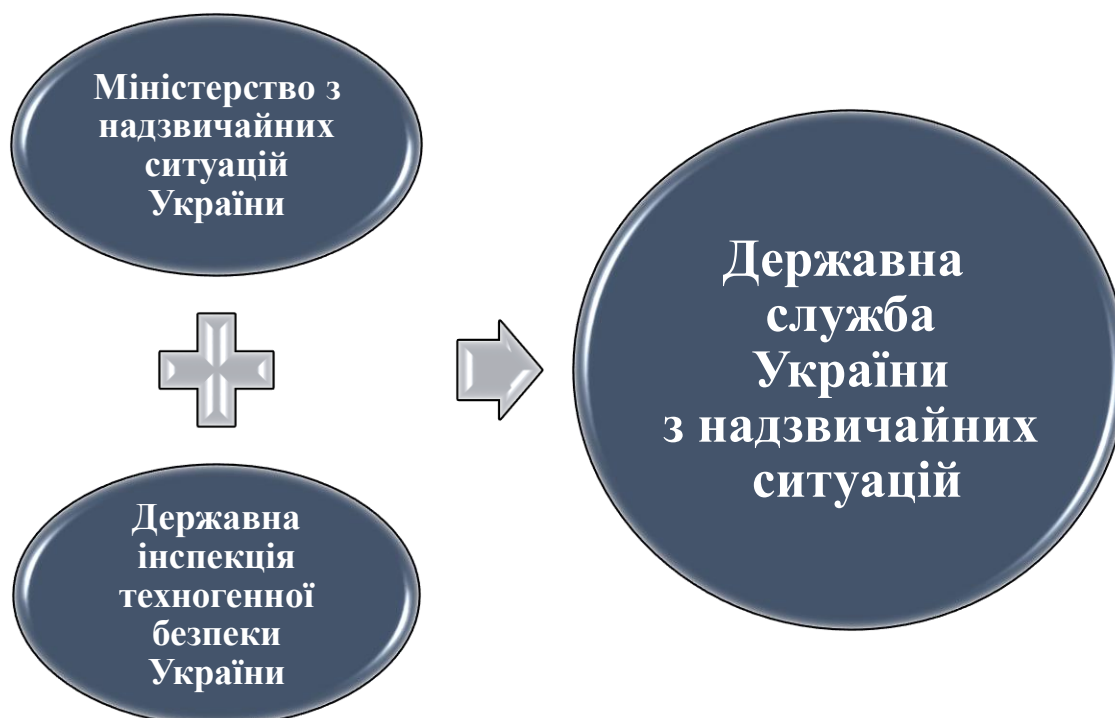 Міністерство з
надзвичайних
ситуацій
України
Державна
інспекція
техногенної
безпеки
України
Державна
служба
України
з надзвичайних
ситуацій